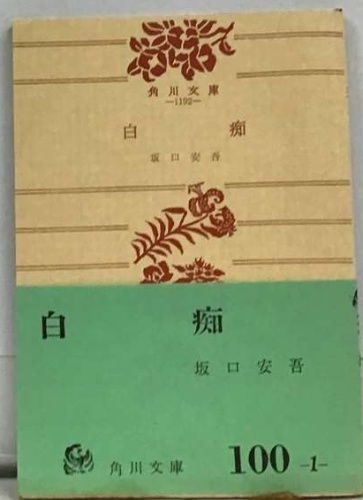 角川文庫
—1192—
白痴
坂口安吾
白痴
坂口安吾
角川文庫
100 -1-